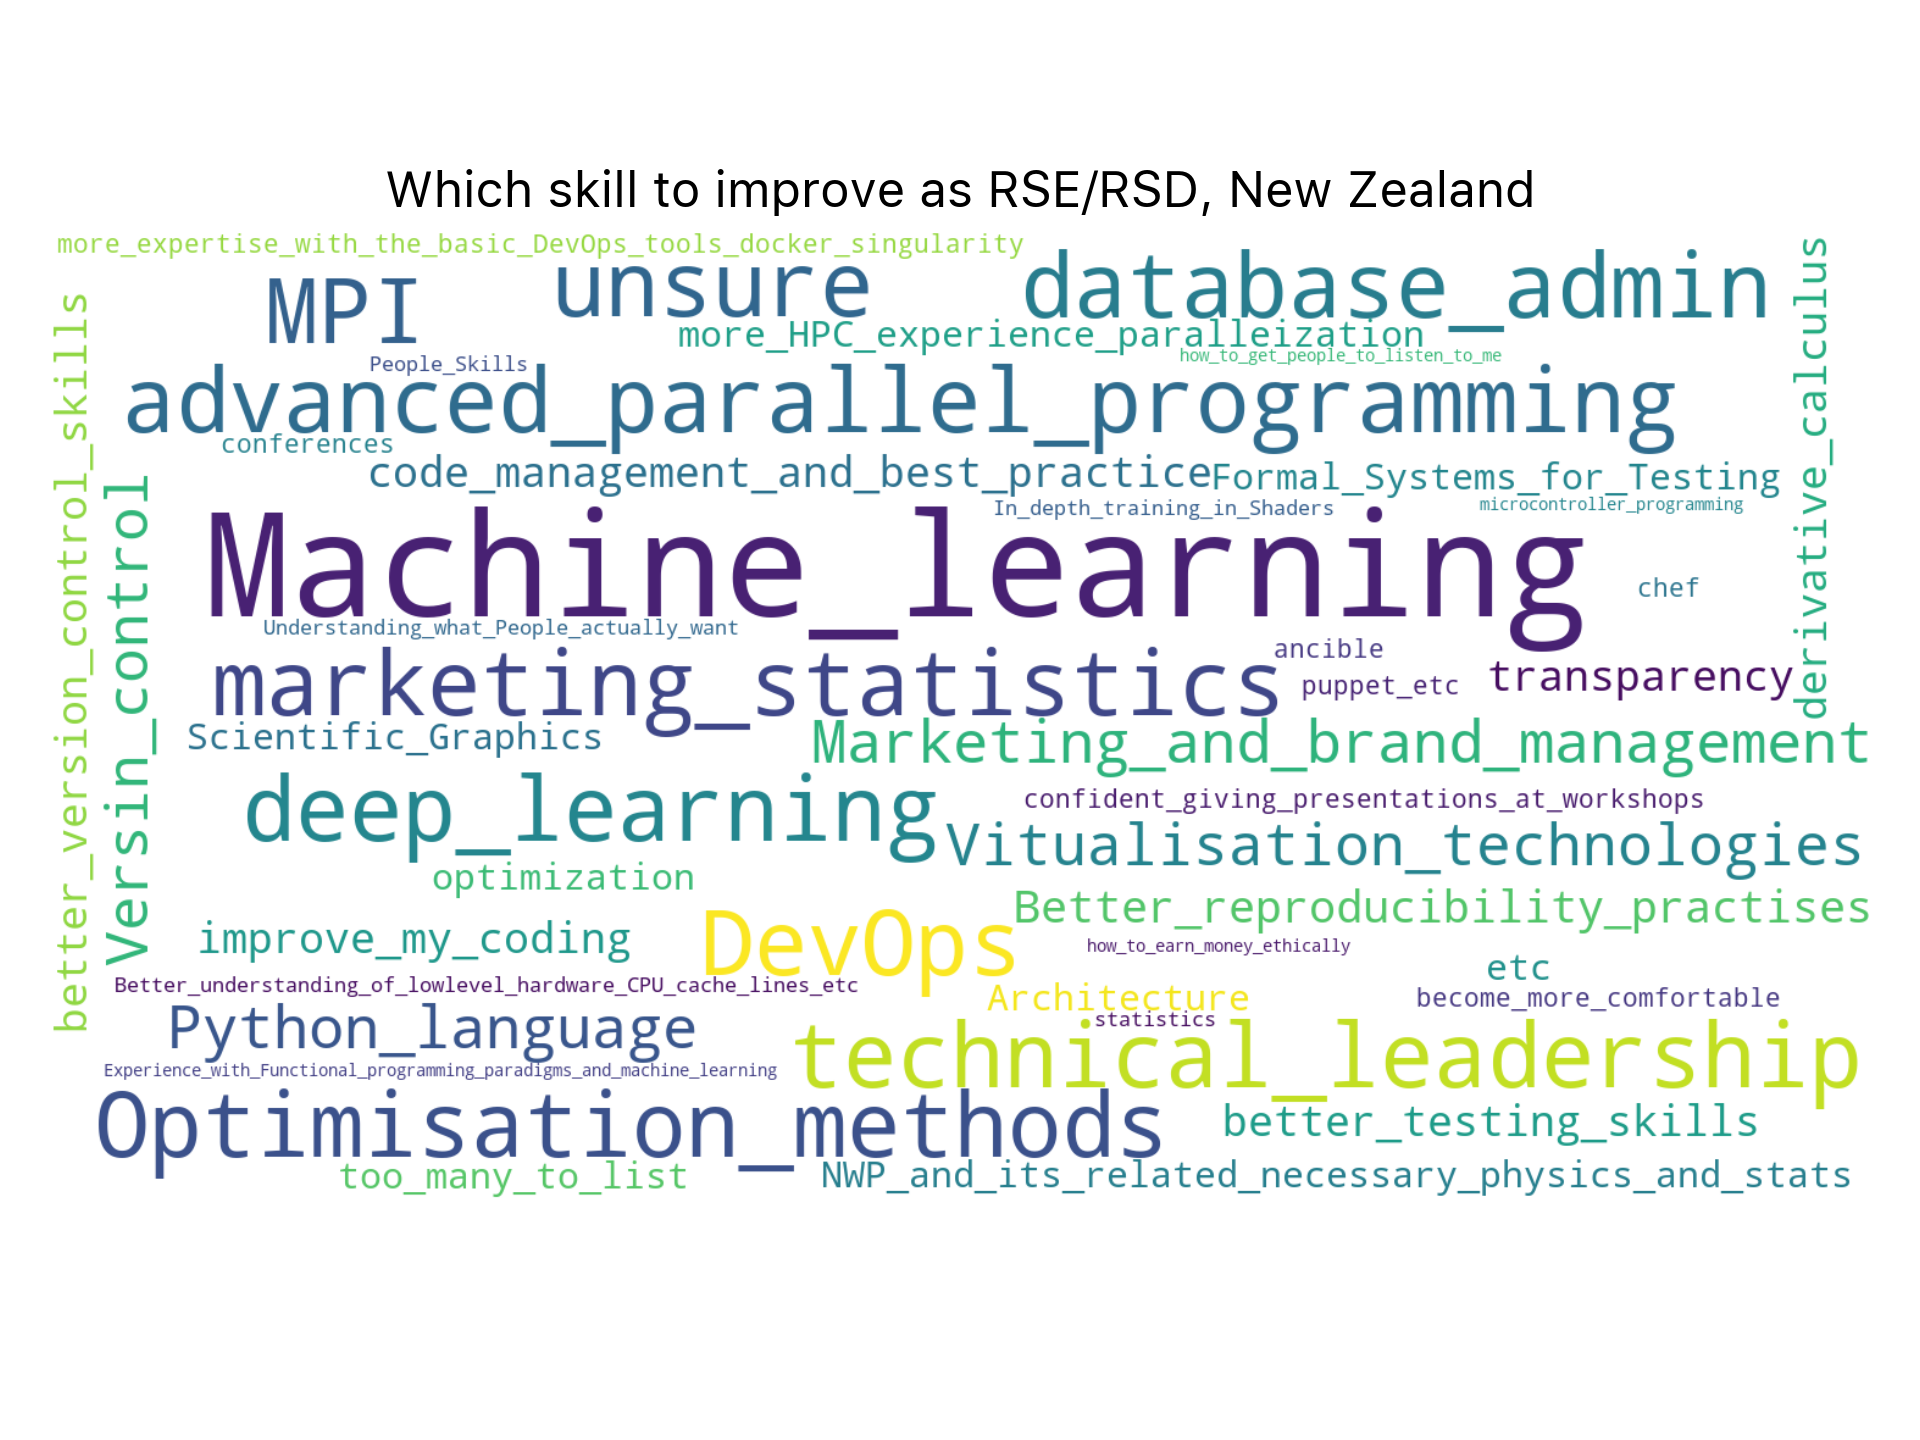 Which skill to improve as RSE/RSD, New Zealand
more_expertise_with_the_basic_DevOps_tools_docker_singularity
MPI
unsure
database_admin
derivative_calculus
better_version_control_skills
more_HPC_experience_paralleization
People_Skills
how_to_get_people_to_listen_to_me
advanced_parallel_programming
conferences
code_management_and_best_practice
Formal_Systems_for_Testing
Versin_control
In_depth_training_in_Shaders
microcontroller_programming
Machine_learning
chef
Understanding_what_People_actually_want
ancible
marketing_statistics
puppet_etc
transparency
Scientific_Graphics
Marketing_and_brand_management
deep_learning
confident_giving_presentations_at_workshops
Vitualisation_technologies
optimization
Better_reproducibility_practises
improve_my_coding
DevOps
how_to_earn_money_ethically
etc
Better_understanding_of_lowlevel_hardware_CPU_cache_lines_etc
Architecture
become_more_comfortable
Python_language
statistics
technical_leadership
Experience_with_Functional_programming_paradigms_and_machine_learning
Optimisation_methods
better_testing_skills
too_many_to_list
NWP_and_its_related_necessary_physics_and_stats